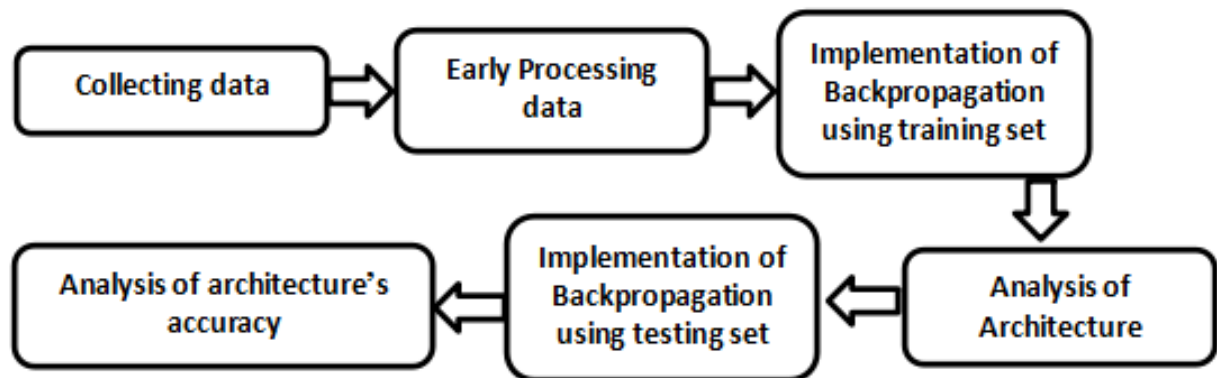 Collecting data
Early Processing
data
Implementation of
Backpropagation
using training set
Analysis of
Architecture
Implementation of
Backpropagation
using testing set
Analysis of architecture's
accuracy